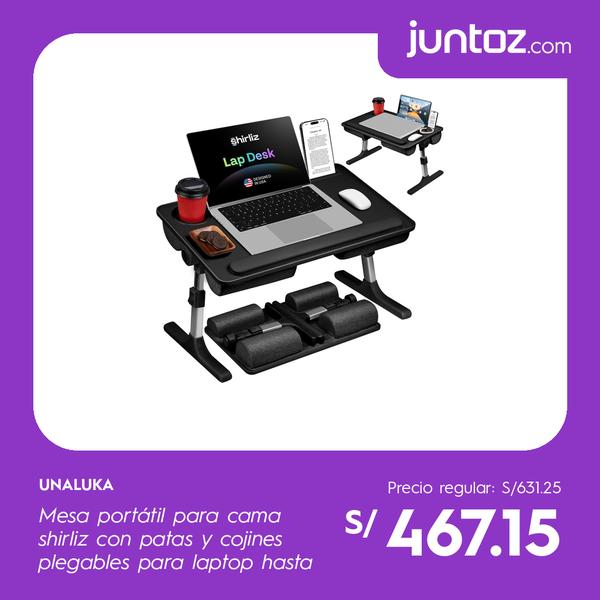 juntoz.com
shirliz
Lap Desk
DESIGNED
IN USA
UNALUKA
Mesa portátil para cama
shirliz con patas y cojines
plegables para laptop hasta
Precio regular: S/631.25
S/ 467.15